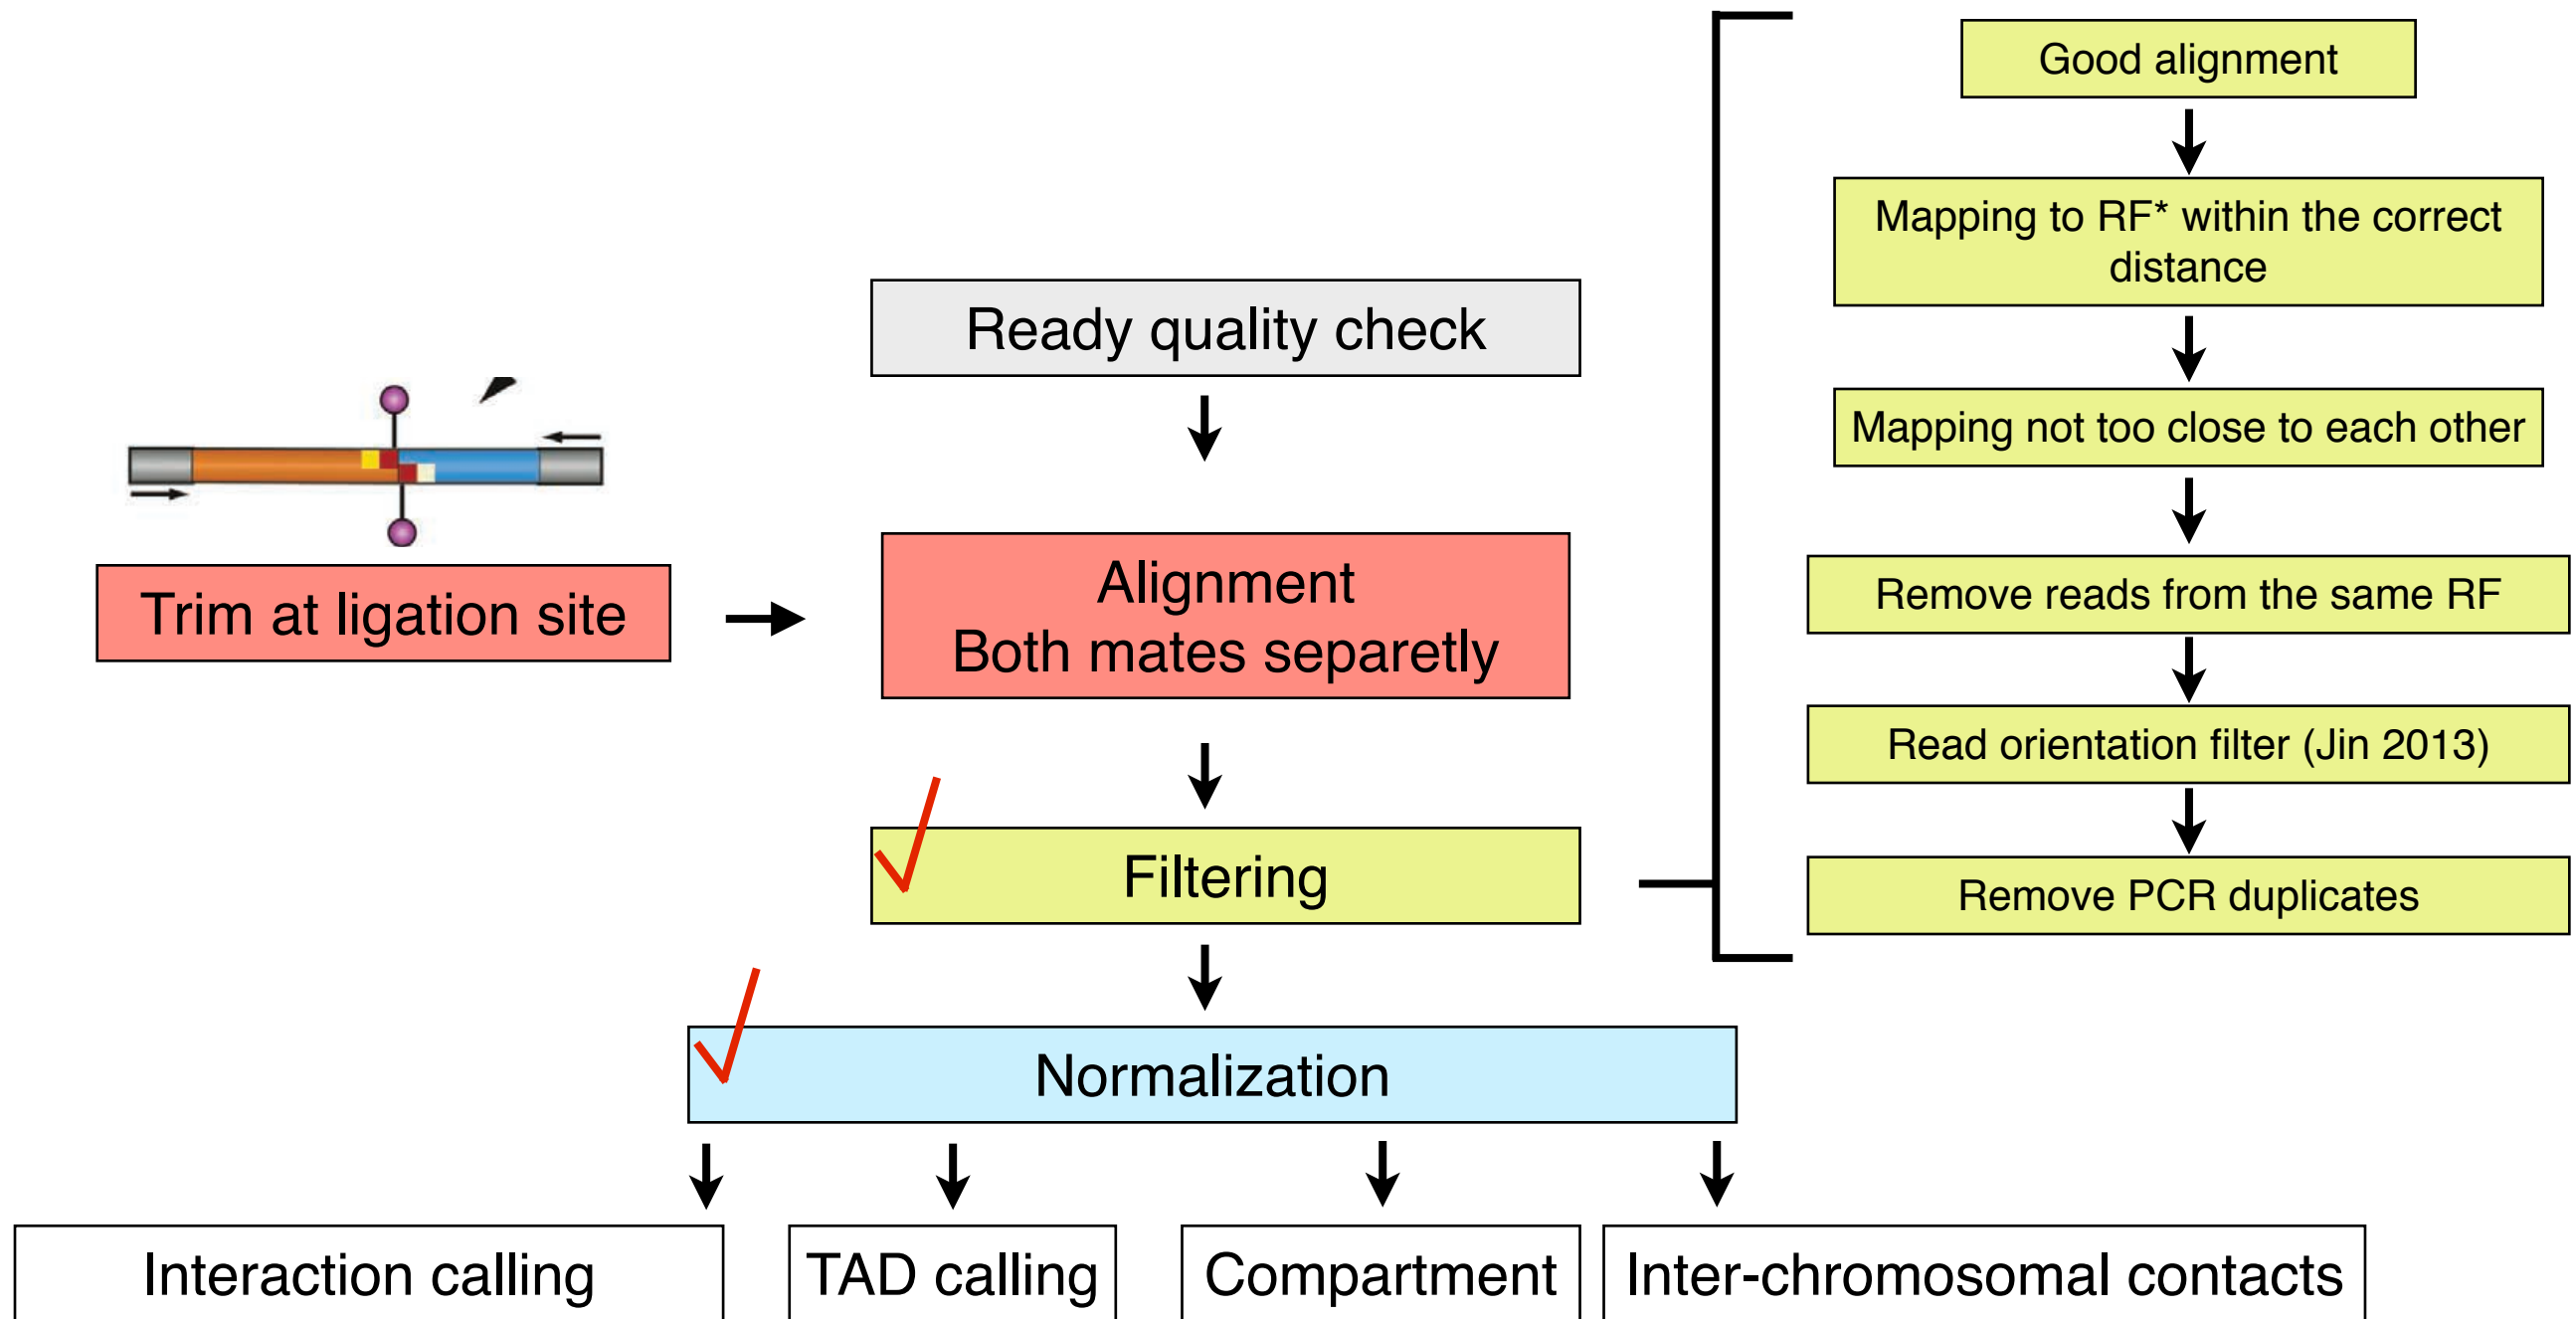 Ready quality check
Trim at ligation site
Alignment
Both mates separetly
Filtering
Good alignment
Mapping to RF* within the correct
distance
Mapping not too close to each other
Remove reads from the same RF
Read orientation filter (Jin 2013)
Remove PCR duplicates
Normalization
Interaction calling
TAD calling
Compartment
Inter-chromosomal contacts